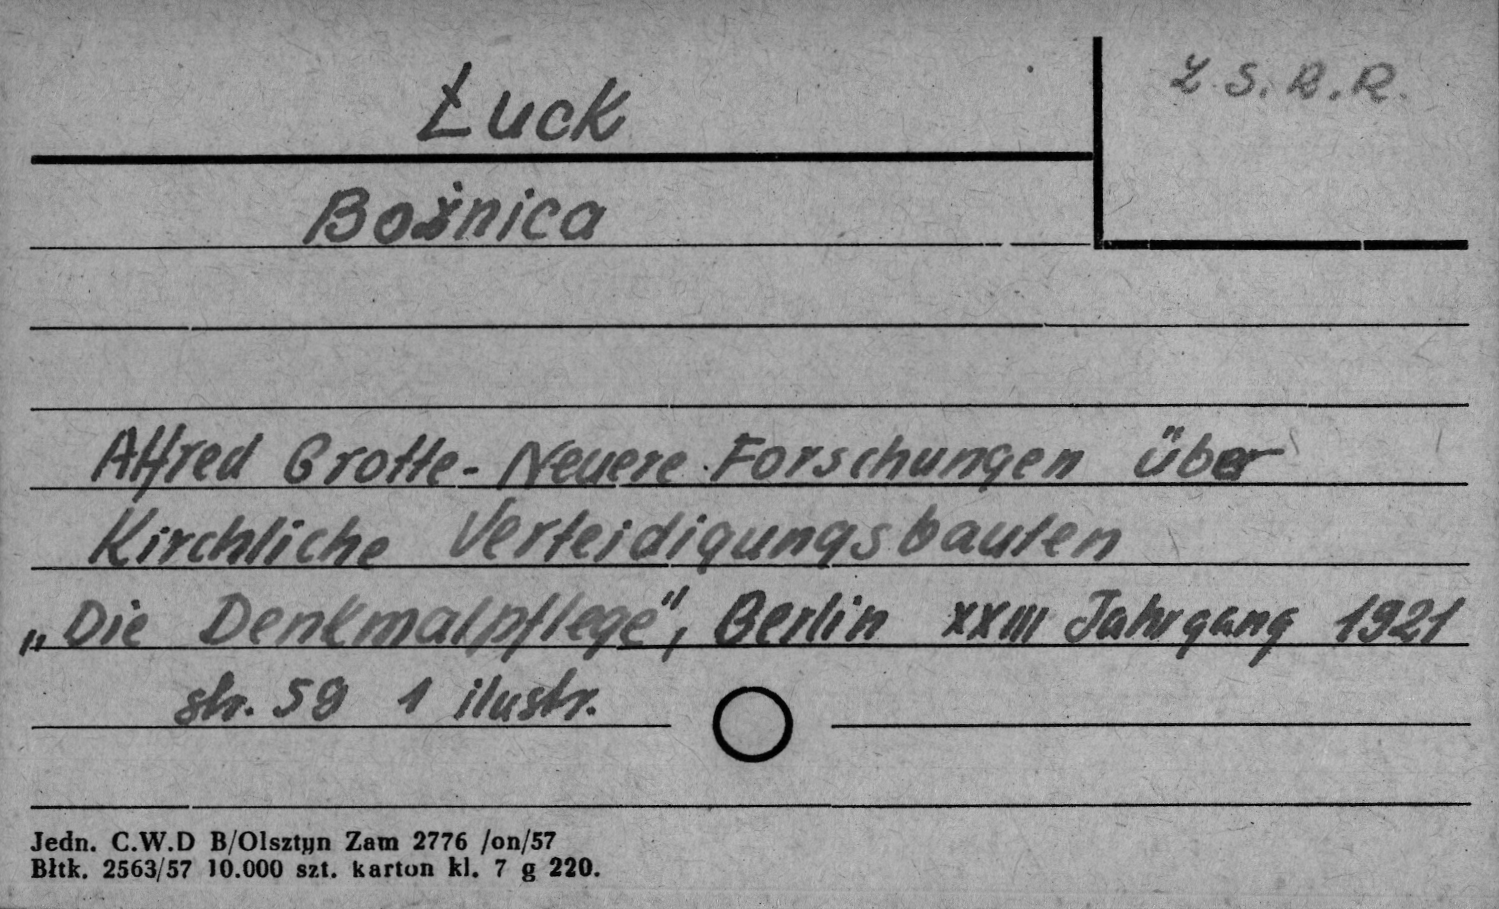 Łuck
Z.S.R.R.
Bożnica
Alfred Grotte - Neuere Forschungen über
Kirchliche Verteidigungsbauten
„Die Denkmalpflege", Berlin XXIII Jahrgang 1921
str. 59 1 ilustr.
Jedn. C.W.D B/Olsztyn Zam 2776 /on/57
Błtk. 2563/57 10.000 szt. karton kl. 7 g 220.